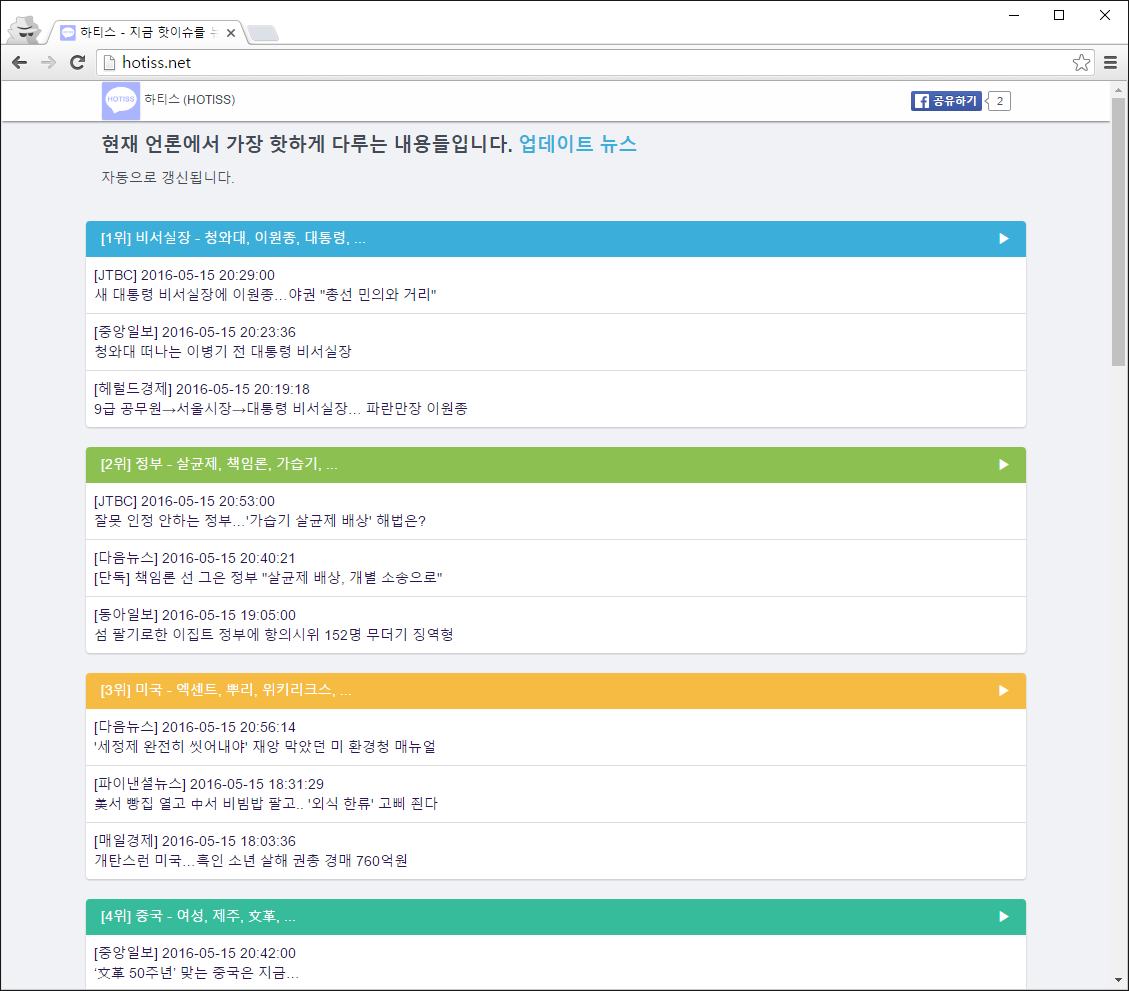 하티스 - 지금 핫이슈를
hotiss.net
HOTISS
하티스 (HOTISS)
공유하기
2
현재 언론에서 가장 핫하게 다루는 내용들입니다. 업데이트 뉴스
자동으로 갱신됩니다.
[1위] 비서실장 - 청와대, 이원종, 대통령, ...
[JTBC] 2016-05-15 20:29:00
새 대통령 비서실장에 이원종…야권 "총선 민의와 거리"
[중앙일보] 2016-05-15 20:23:36
청와대 떠나는 이병기 전 대통령 비서실장
[헤럴드경제] 2016-05-15 20:19:18
9급 공무원→서울시장→대통령 비서실장… 파란만장 이원종
[2위] 정부 - 살균제, 책임론, 가습기, ...
[JTBC] 2016-05-15 20:53:00
잘못 인정 안하는 정부…'가습기 살균제 배상' 해법은?
[다음뉴스] 2016-05-15 20:40:21
[단독] 책임론 선 그은 정부 "살균제 배상, 개별 소송으로"
[동아일보] 2016-05-15 19:05:00
섬 팔기로한 이집트 정부에 항의시위 152명 무더기 징역형
[3위] 미국 - 엑센트, 뿌리, 위키리크스, ...
[다음뉴스] 2016-05-15 20:56:14
'세정제 완전히 씻어내야' 재앙 막았던 미 환경청 매뉴얼
[파이낸셜뉴스] 2016-05-15 18:31:29
美서 빵집 열고 中서 비빔밥 팔고.. '외식 한류' 고삐 죈다
[매일경제] 2016-05-15 18:03:36
개탄스런 미국…흑인 소년 살해 권총 경매 760억원
[4위] 중국 - 여성, 제주, 文革, ...
[중앙일보] 2016-05-15 20:42:00
‘文革 50주년’ 맞는 중국은 지금…